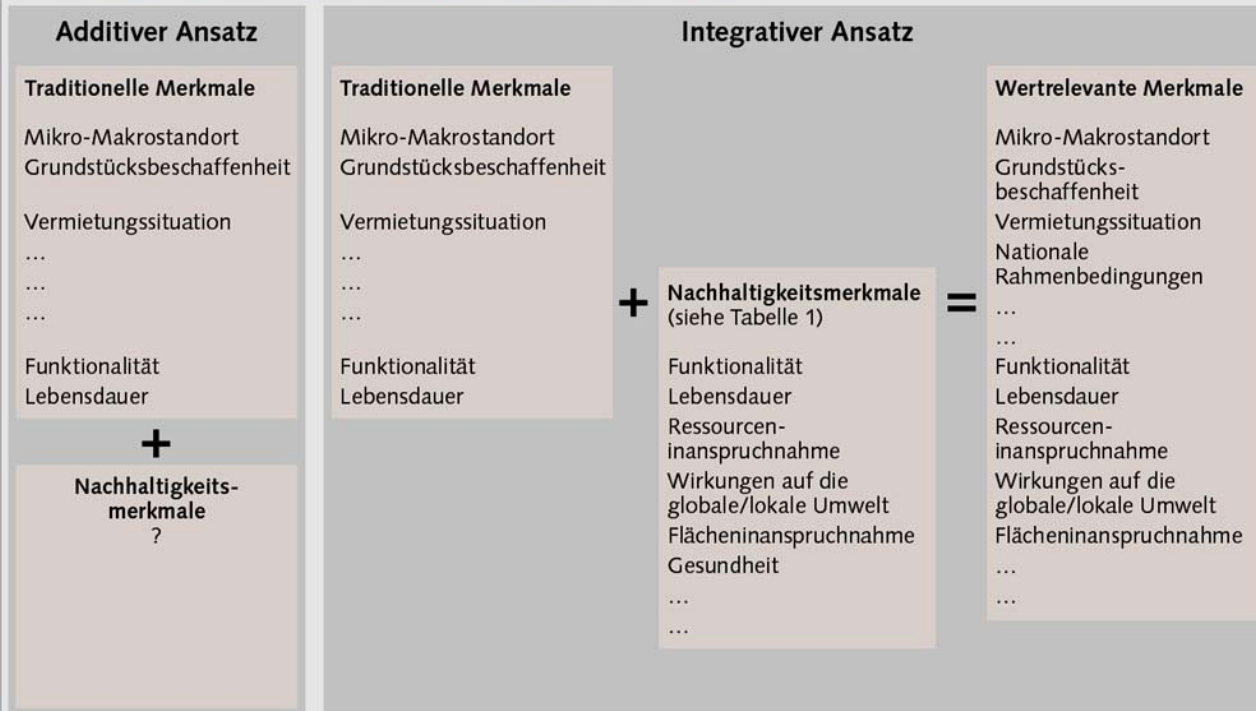 Additiver Ansatz
Traditionelle Merkmale
Mikro-Makrostandort
Grundstücksbeschaffenheit
Vermietungssituation
…
…
…
Funktionalität
Lebensdauer
+
Nachhaltigkeits-
merkmale
?
Integrativer Ansatz
Traditionelle Merkmale
Mikro-Makrostandort
Grundstücksbeschaffenheit
Vermietungssituation
…
…
…
Funktionalität
Lebensdauer
+
Nachhaltigkeitsmerkmale
(siehe Tabelle 1)
Funktionalität
Lebensdauer
Ressourcen-
inanspruchnahme
Wirkungen auf die
globale/lokale Umwelt
Flächeninanspruchnahme
Gesundheit
…
…
=
Wertrelevante Merkmale
Mikro-Makrostandort
Grundstücks-
beschaffenheit
Vermietungssituation
Nationale
Rahmenbedingungen
…
…
Funktionalität
Lebensdauer
Ressourcen-
inanspruchnahme
Wirkungen auf die
globale/lokale Umwelt
Flächeninanspruchnahme
…
…